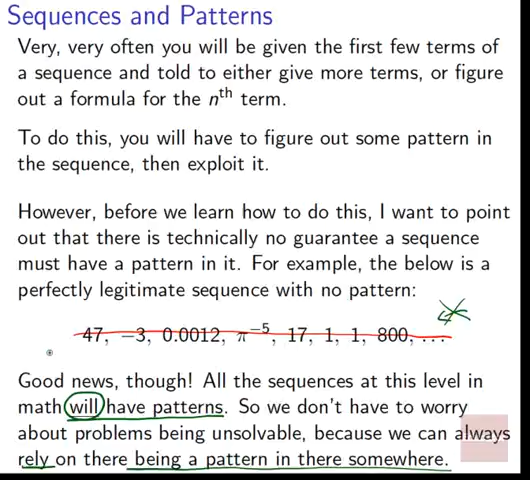 Sequences and Patterns
Very, very often you will be given the first few terms of
a sequence and told to either give more terms, or figure
out a formula for the nᵗʰ term.
To do this, you will have to figure out some pattern in
the sequence, then exploit it.
However, before we learn how to do this, I want to point
out that there is technically no guarantee a sequence
must have a pattern in it. For example, the below is a
perfectly legitimate sequence with no pattern:
47, −3, 0.0012, π⁻⁵, 17, 1, 1, 800, …
Good news, though! All the sequences at this level in
math will have patterns. So we don't have to worry
about problems being unsolvable, because we can always
rely on there being a pattern in there somewhere.